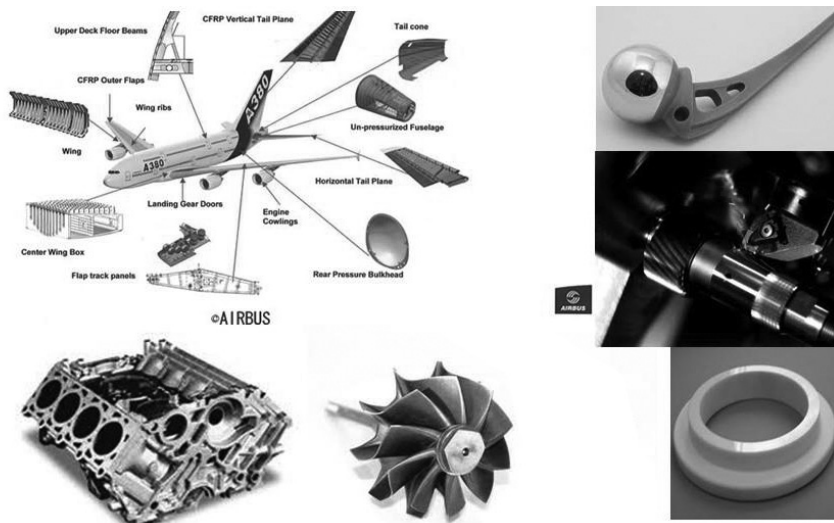 Upper Deck Floor Beams
CFRP Vertical Tail Plane
Tail cone
CFRP Outer Flaps
Wing ribs
A380
Un-pressurized Fuselage
Wing
A380
Horizontal Tail Plane
Landing Gear Doors
Engine
Cowlings
Center Wing Box
Flap track panels
Rear Pressure Bulkhead
©AIRBUS
AIRBUS